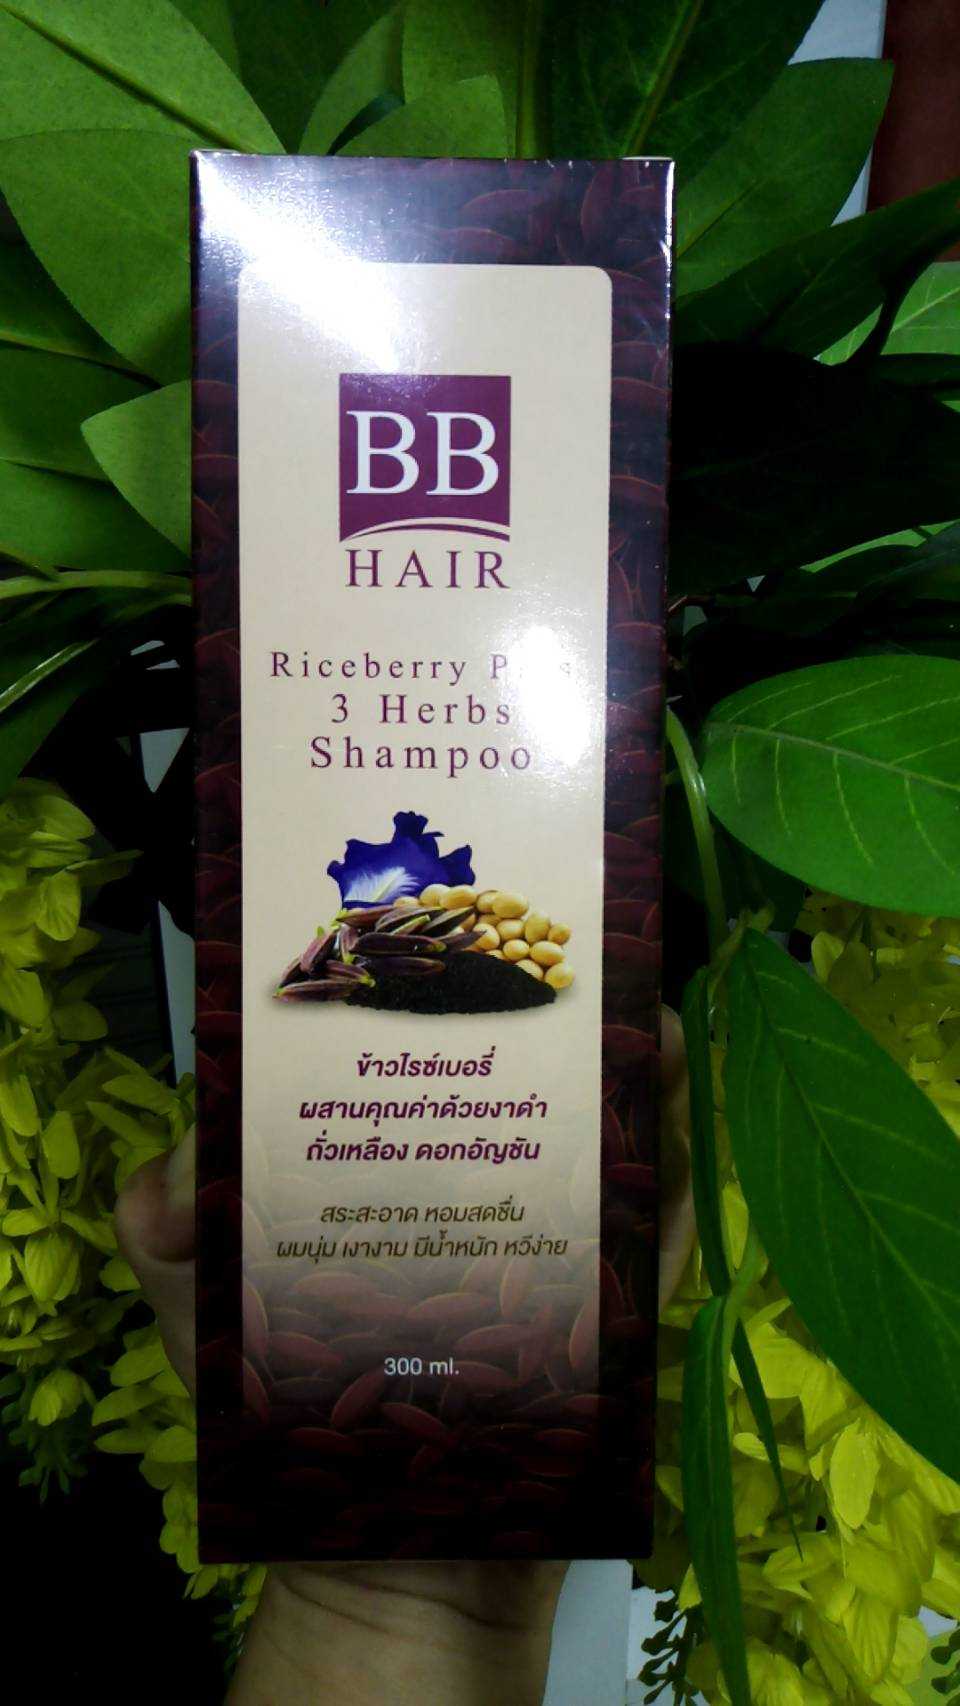 BB
HAIR
Riceberry
3 Herbs
Shampoo
ข้าวไรซ์เบอรี่
ผสานคุณค่าด้วยงาดำ
ถั่วเหลือง ดอกอัญชัน
สระสะอาด หอมสดชื่น
ผมนุ่ม เงางาม มีน้ำหนัก หวีง่าย
300 ml.